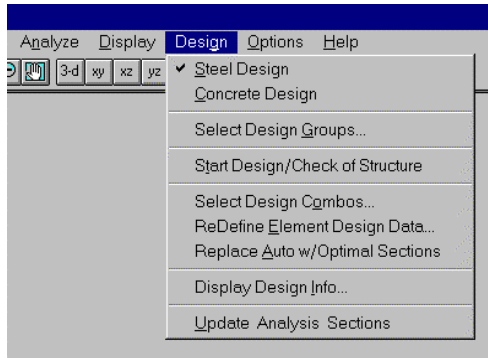 Analyze Display Design Options Help
3-d xy xz yz
✔ Steel Design
Concrete Design
Select Design Groups...
Start Design/Check of Structure
Select Design Combos...
ReDefine Element Design Data...
Replace Auto w/Optimal Sections
Display Design Info...
Update Analysis Sections